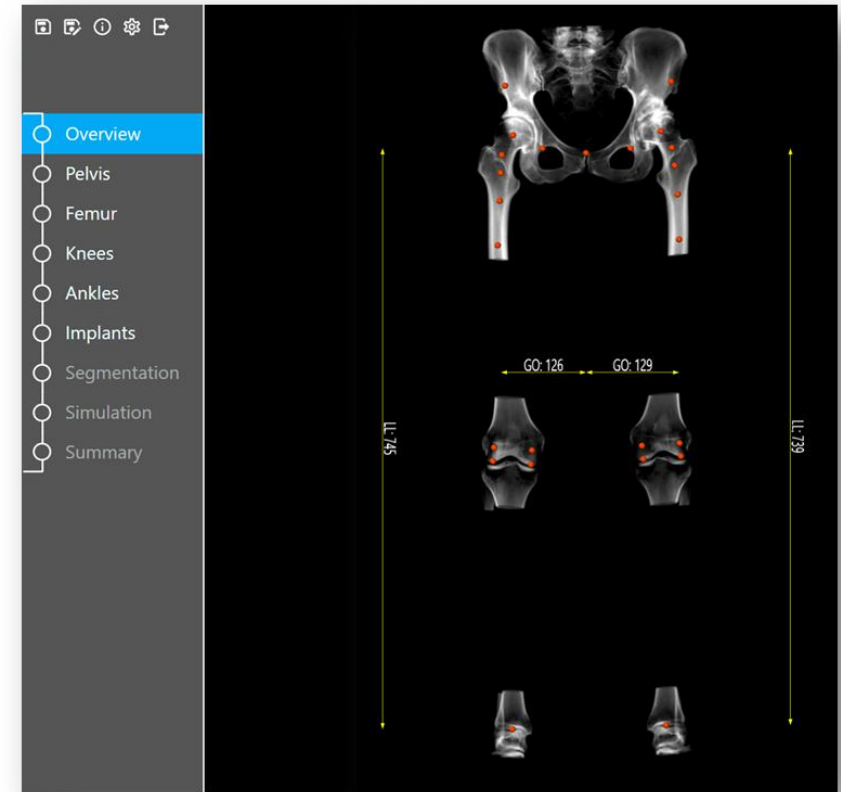 Overview
Pelvis
Femur
Knees
Ankles
Implants
Segmentation
Simulation
Summary
GO: 126
GO: 129
LL: 745
LL: 739